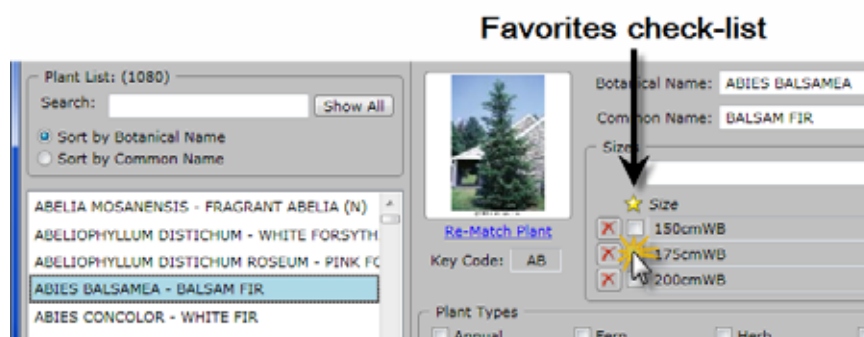 Favorites check-list
Plant List: (1080)
Search:
Show All
Sort by Botanical Name
Sort by Common Name
ABELIA MOSANENSIS - FRAGRANT ABELIA (N)
ABELIOPHYLLUM DISTICHUM - WHITE FORSYTH
ABELIOPHYLLUM DISTICHUM ROSEUM - PINK FO
ABIES BALSAMEA - BALSAM FIR
ABIES CONCOLOR - WHITE FIR
Re-Match Plant
Key Code: AB
Botanical Name: ABIES BALSAMEA
Common Name: BALSAM FIR
Sizes
Size
150cmWB
175cmWB
200cmWB
Plant Types
Annual
Fern
Herb